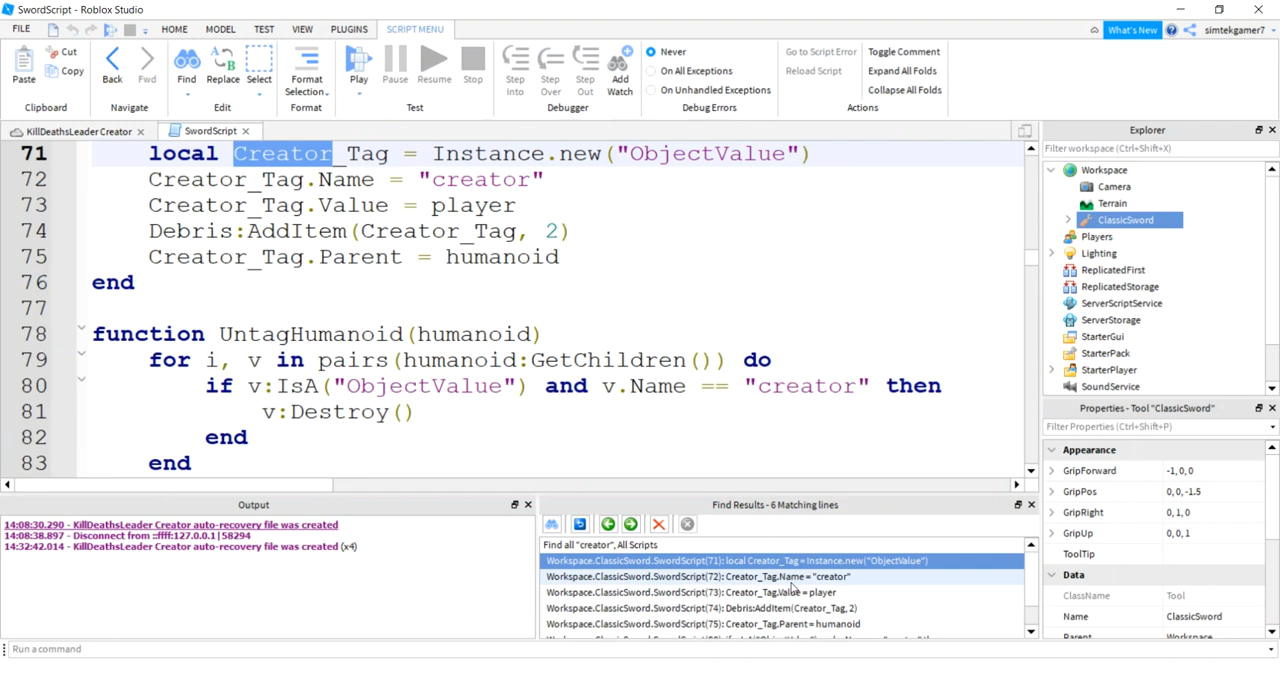 SwordScript - Roblox Studio
FILE HOME MODEL TEST VIEW PLUGINS SCRIPT MENU What's New simtekgamer7
Paste Cut Copy Back Fwd Find Replace Select Format Selection Play Pause Resume Stop Step Into Step Over Step Out Add Watch Never On All Exceptions On Unhandled Exceptions Go to Script Error Reload Script Toggle Comment Expand All Folds Collapse All Folds
Clipboard Navigate Edit Format Test Debugger Debug Errors Actions
KillDeathsLeader Creator SwordScript
71 local Creator_Tag = Instance.new("ObjectValue")
72 Creator_Tag.Name = "creator"
73 Creator_Tag.Value = player
74 Debris:AddItem(Creator_Tag, 2)
75 Creator_Tag.Parent = humanoid
76 end
77
78 function UntagHumanoid(humanoid)
79 for i, v in pairs(humanoid:GetChildren()) do
80 if v:IsA("ObjectValue") and v.Name == "creator" then
81 v:Destroy()
82 end
83 end
Explorer
Filter workspace (Ctrl+Shift+X)
Workspace
Camera
Terrain
ClassicSword
Players
Lighting
ReplicatedFirst
ReplicatedStorage
ServerScriptService
ServerStorage
StarterGui
StarterPack
StarterPlayer
SoundService
Properties - Tool "ClassicSword"
Filter Properties (Ctrl+Shift+P)
Appearance
GripForward -1, 0, 0
GripPos 0, 0, -1.5
GripRight 0, 1, 0
GripUp 0, 0, 1
ToolTip
Data
ClassName Tool
Name ClassicSword
Parent Workspace
Output
14:08:30.290 - KillDeathsLeader Creator auto-recovery file was created
14:08:38.897 - Disconnect from ::ffff:127.0.0.1|58294
14:32:42.014 - KillDeathsLeader Creator auto-recovery file was created (x4)
Find Results - 6 Matching lines
Find all "creator", All Scripts
Workspace.ClassicSword.SwordScript(71): local Creator_Tag = Instance.new("ObjectValue")
Workspace.ClassicSword.SwordScript(72): Creator_Tag.Name = "creator"
Workspace.ClassicSword.SwordScript(73): Creator_Tag.Value = player
Workspace.ClassicSword.SwordScript(74): Debris:AddItem(Creator_Tag, 2)
Workspace.ClassicSword.SwordScript(75): Creator_Tag.Parent = humanoid
Run a command